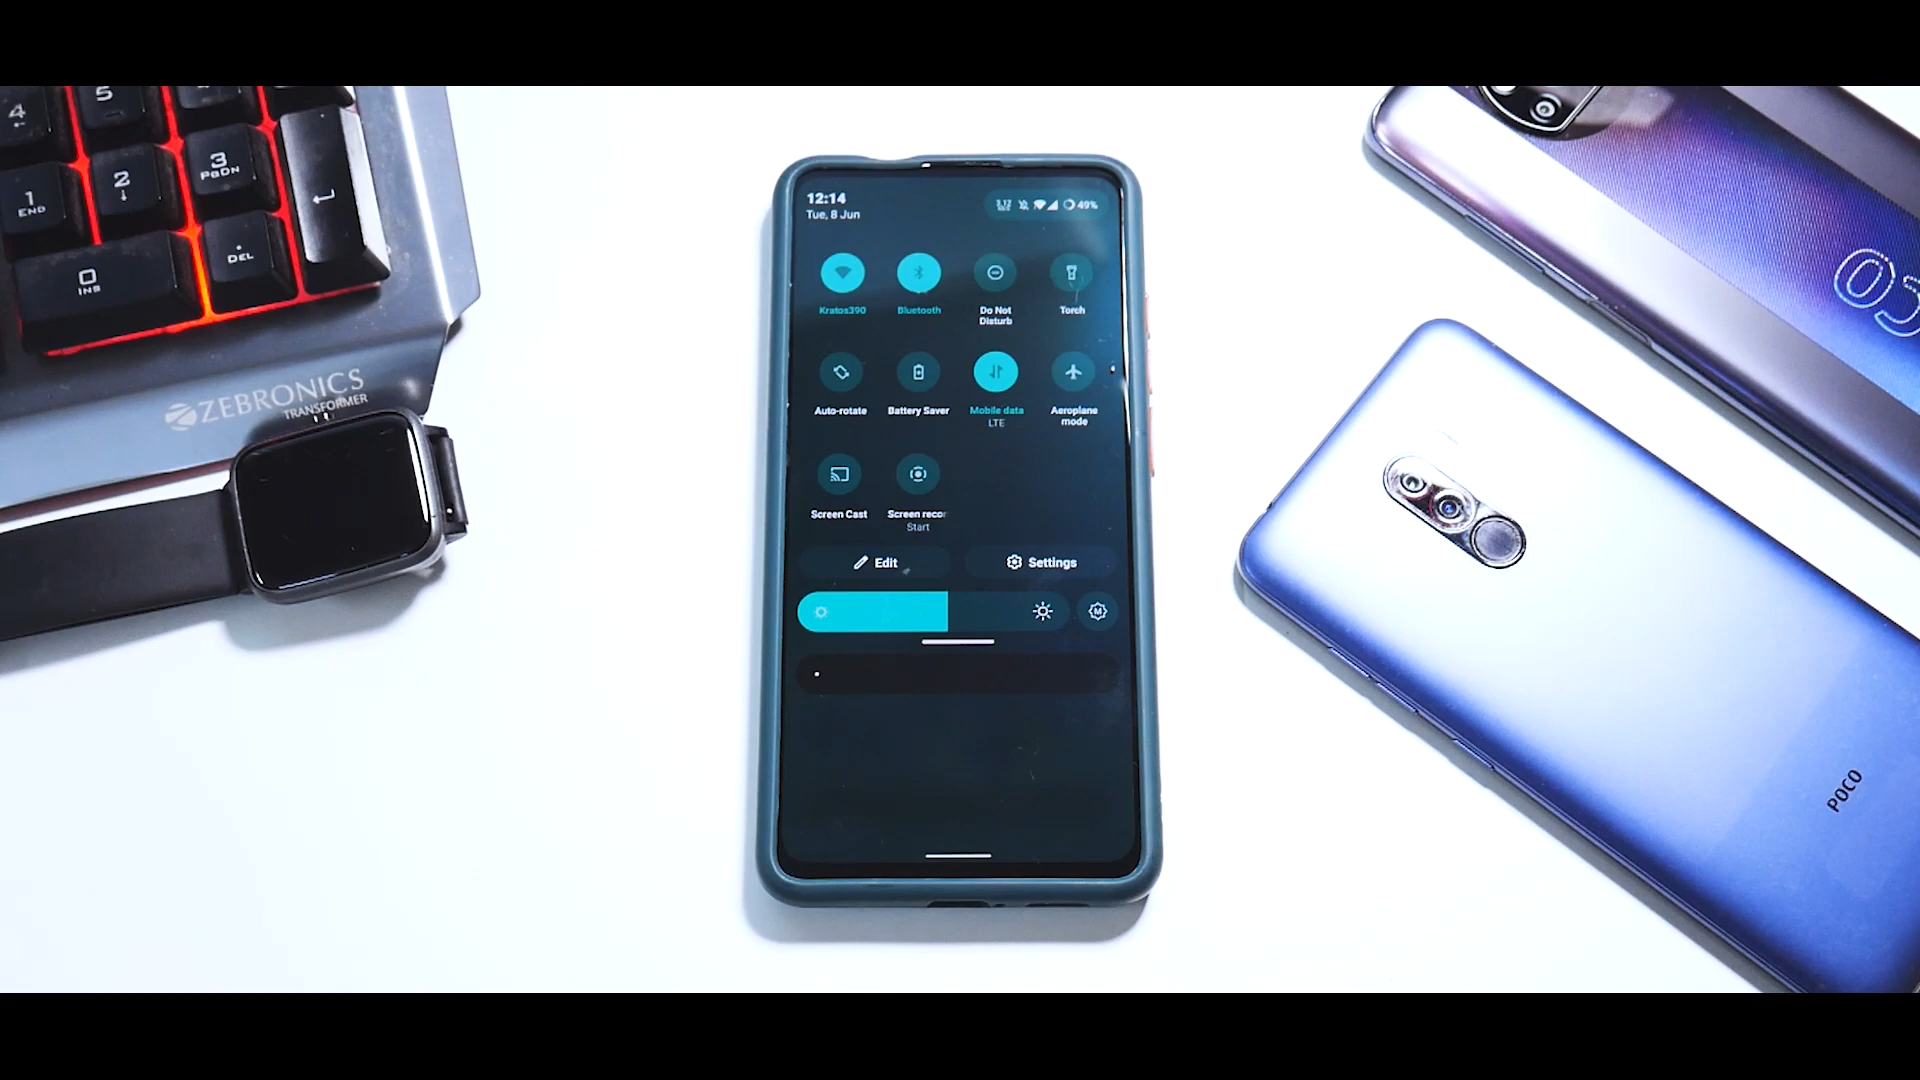 4
5
1
END
2
3
PGDN
0
INS
DEL
ZEBRONICS
TRANSFORMER
12:14
Tue, 8 Jun
49%
Kratos390
Bluetooth
Do Not
Disturb
Torch
Auto-rotate
Battery Saver
Mobile data
LTE
Aeroplane
mode
Screen Cast
Screen recor
Start
Edit
Settings
M
03
POCO